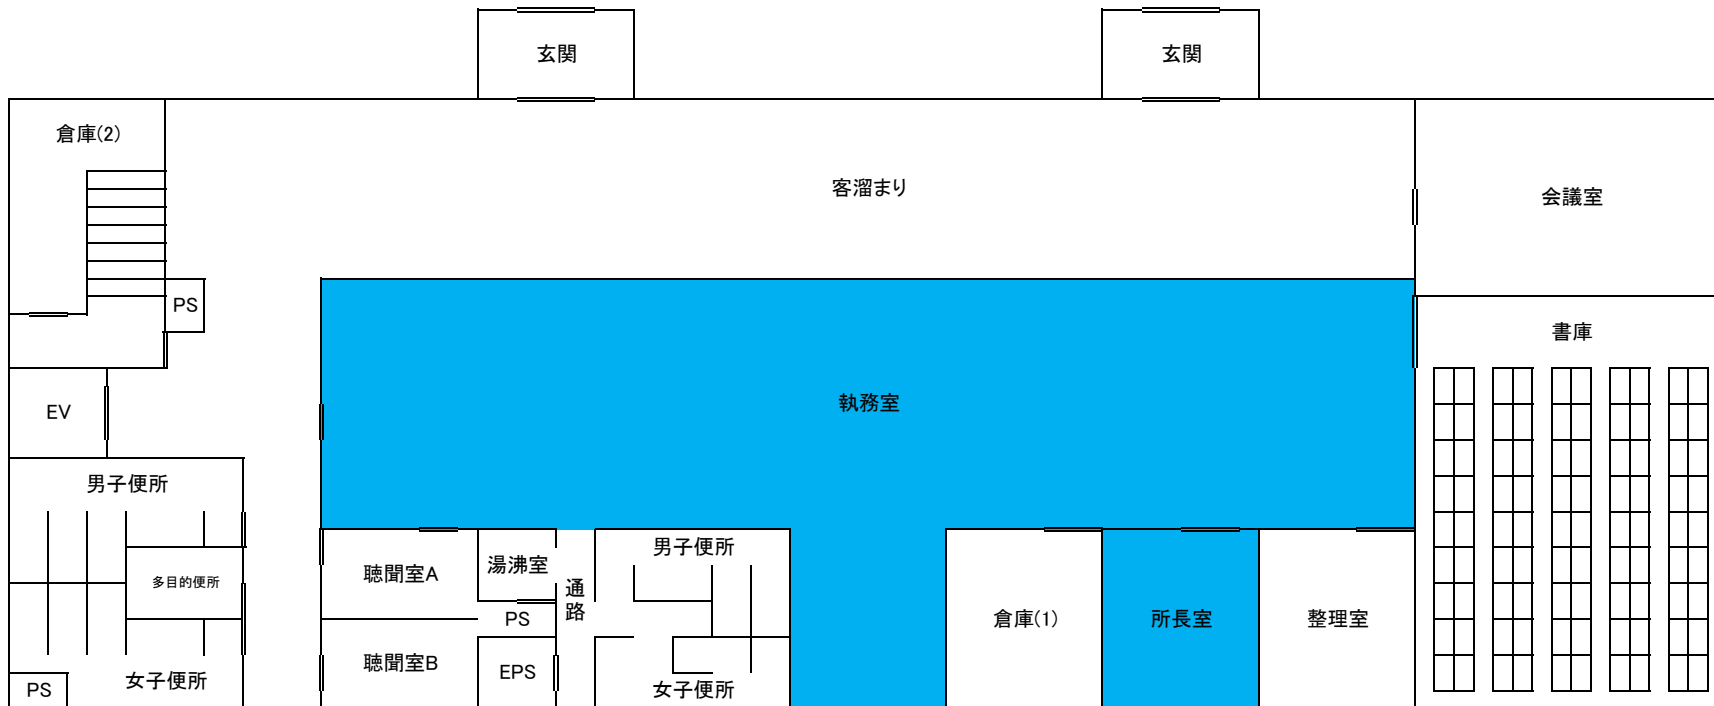 玄関
玄関
倉庫(2)
客溜まり
会議室
PS
書庫
EV
執務室
男子便所
男子便所
湯沸室
聴聞室A
多目的便所
通路
PS
倉庫(1)
所長室
整理室
聴聞室B
EPS
女子便所
女子便所
PS